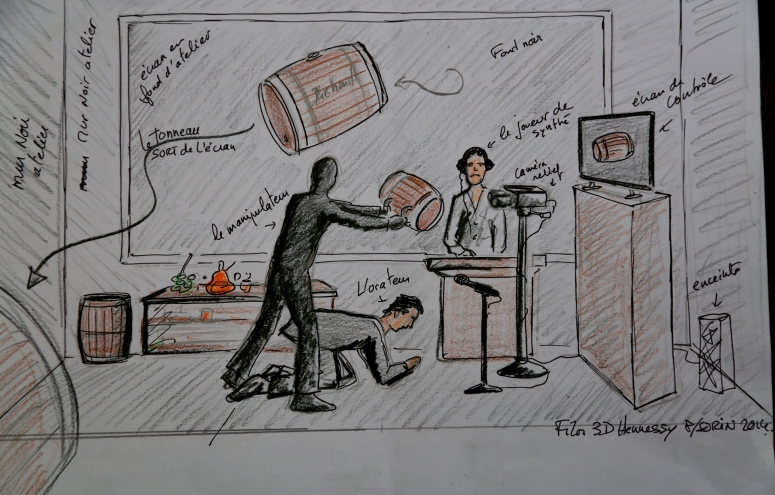 écran en
fond d'atelier
Fond noir
mur Noir
atelier
mur Noir atelier
Le tonneau
SORT de L'écran
le joueur de
synthé
écran de
contrôle
caméra
relief
le manipulateur
L'orateur
enceinte
Film 3D Hennessy P/SORIN 2014